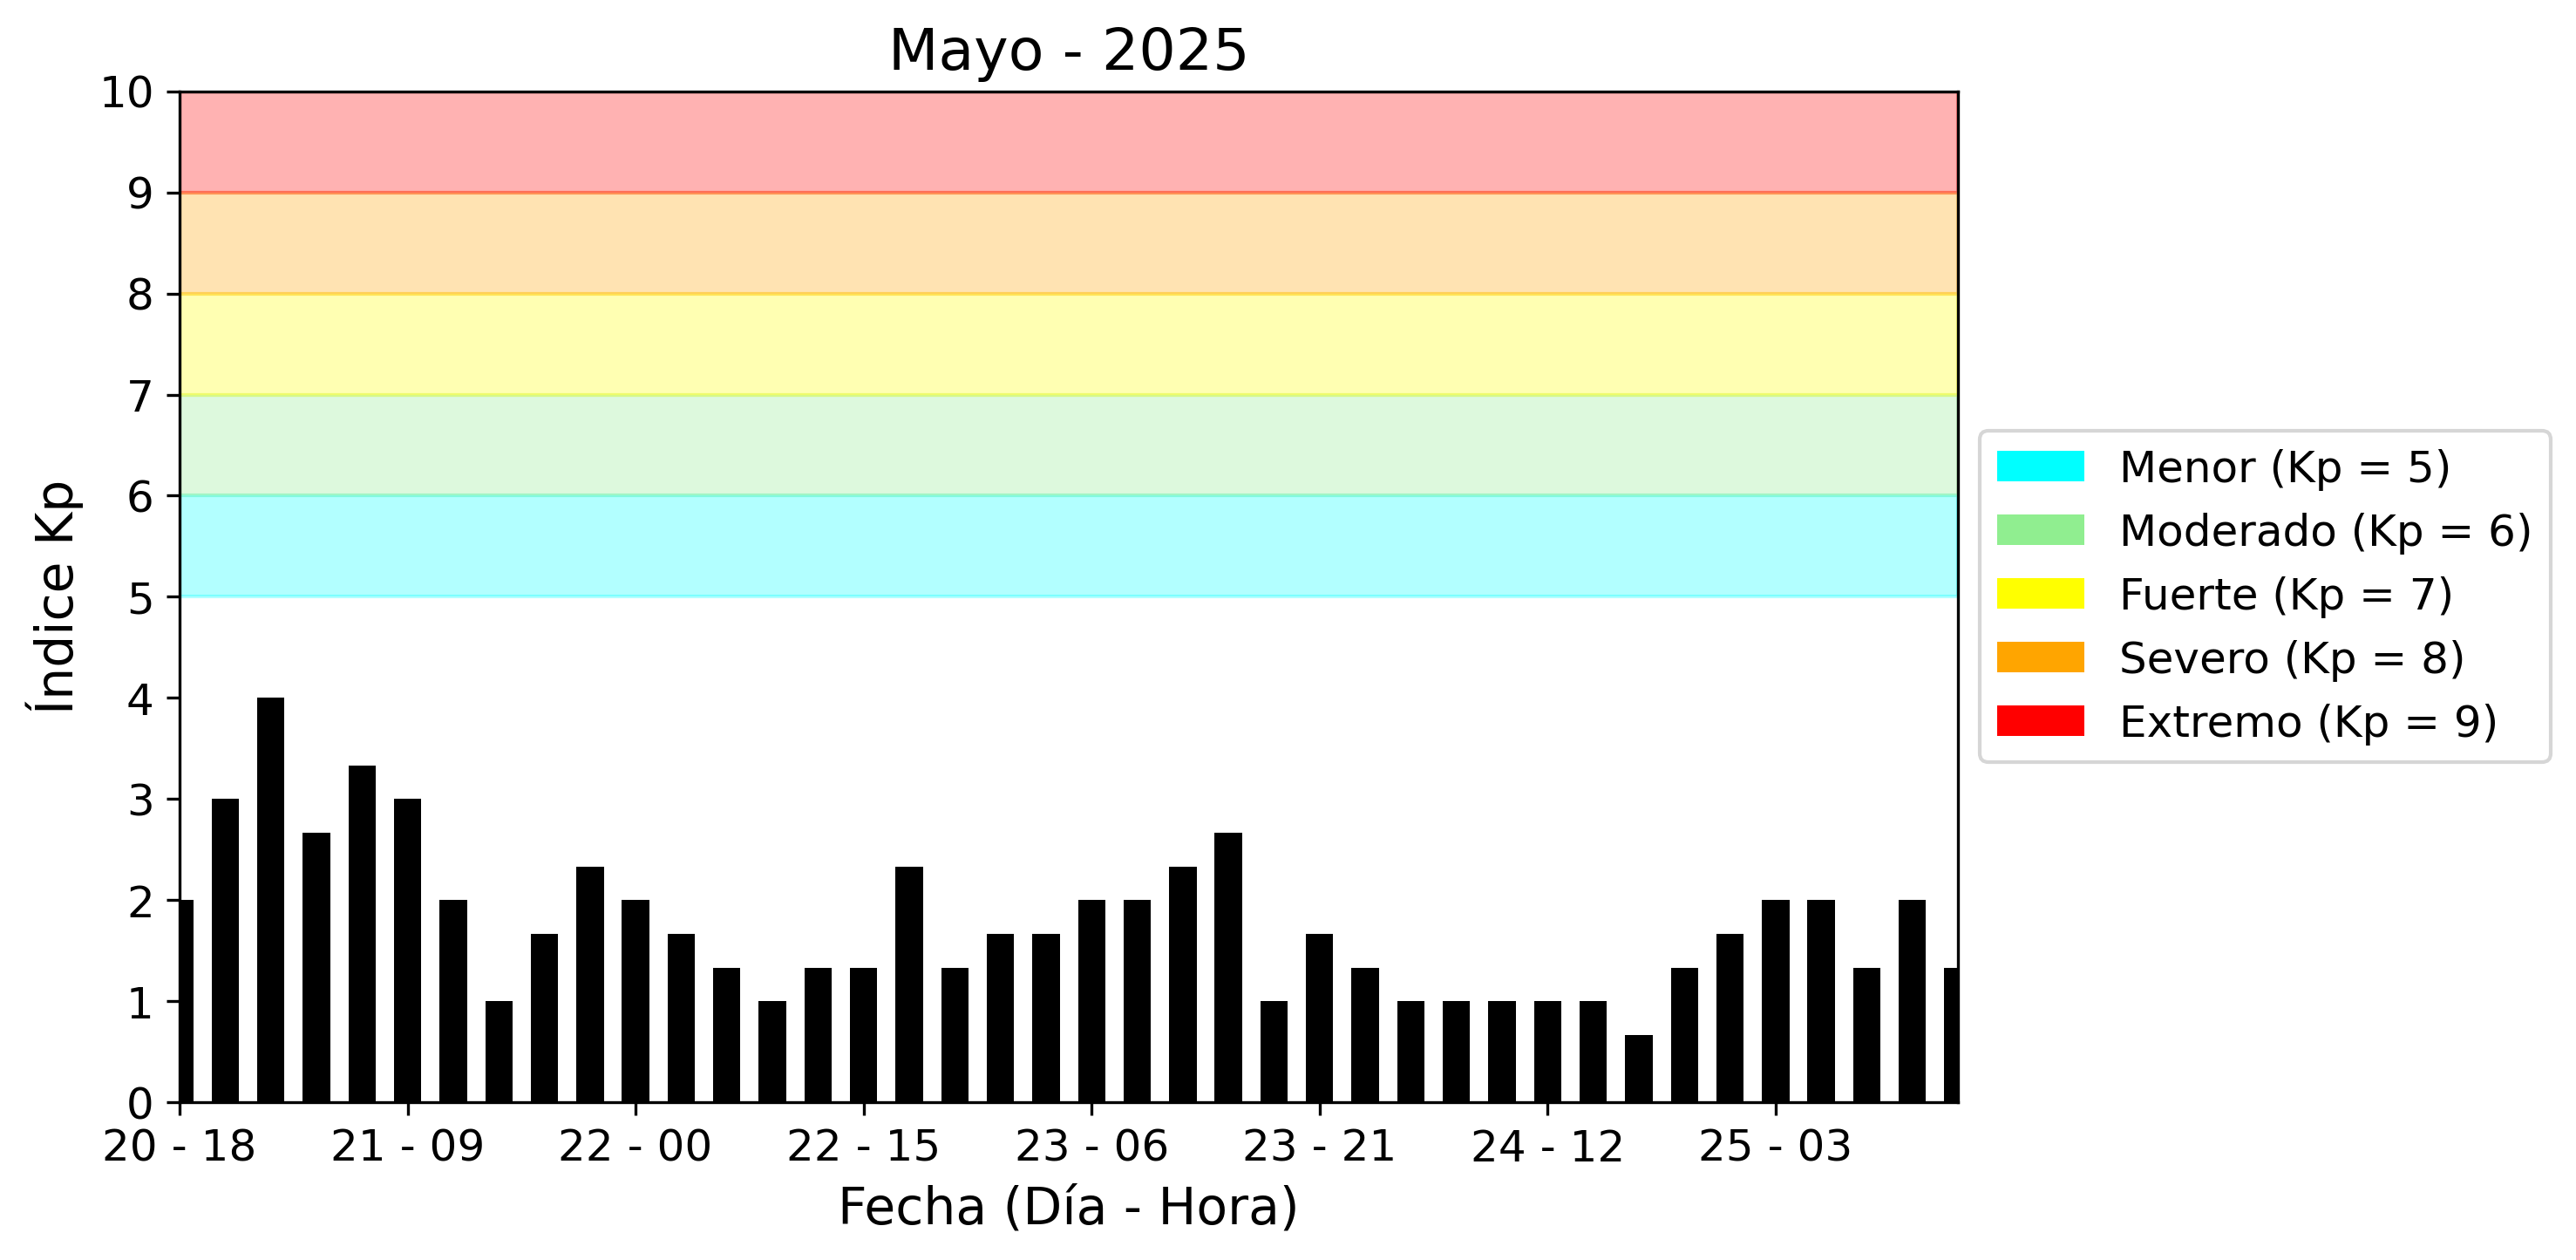 Mayo - 2025
10
9
8
7
6
5
4
3
2
1
0
Índice Kp
20 - 18
21 - 09
22 - 00
22 - 15
23 - 06
23 - 21
24 - 12
25 - 03
Fecha (Día - Hora)
Menor (Kp = 5)
Moderado (Kp = 6)
Fuerte (Kp = 7)
Severo (Kp = 8)
Extremo (Kp = 9)